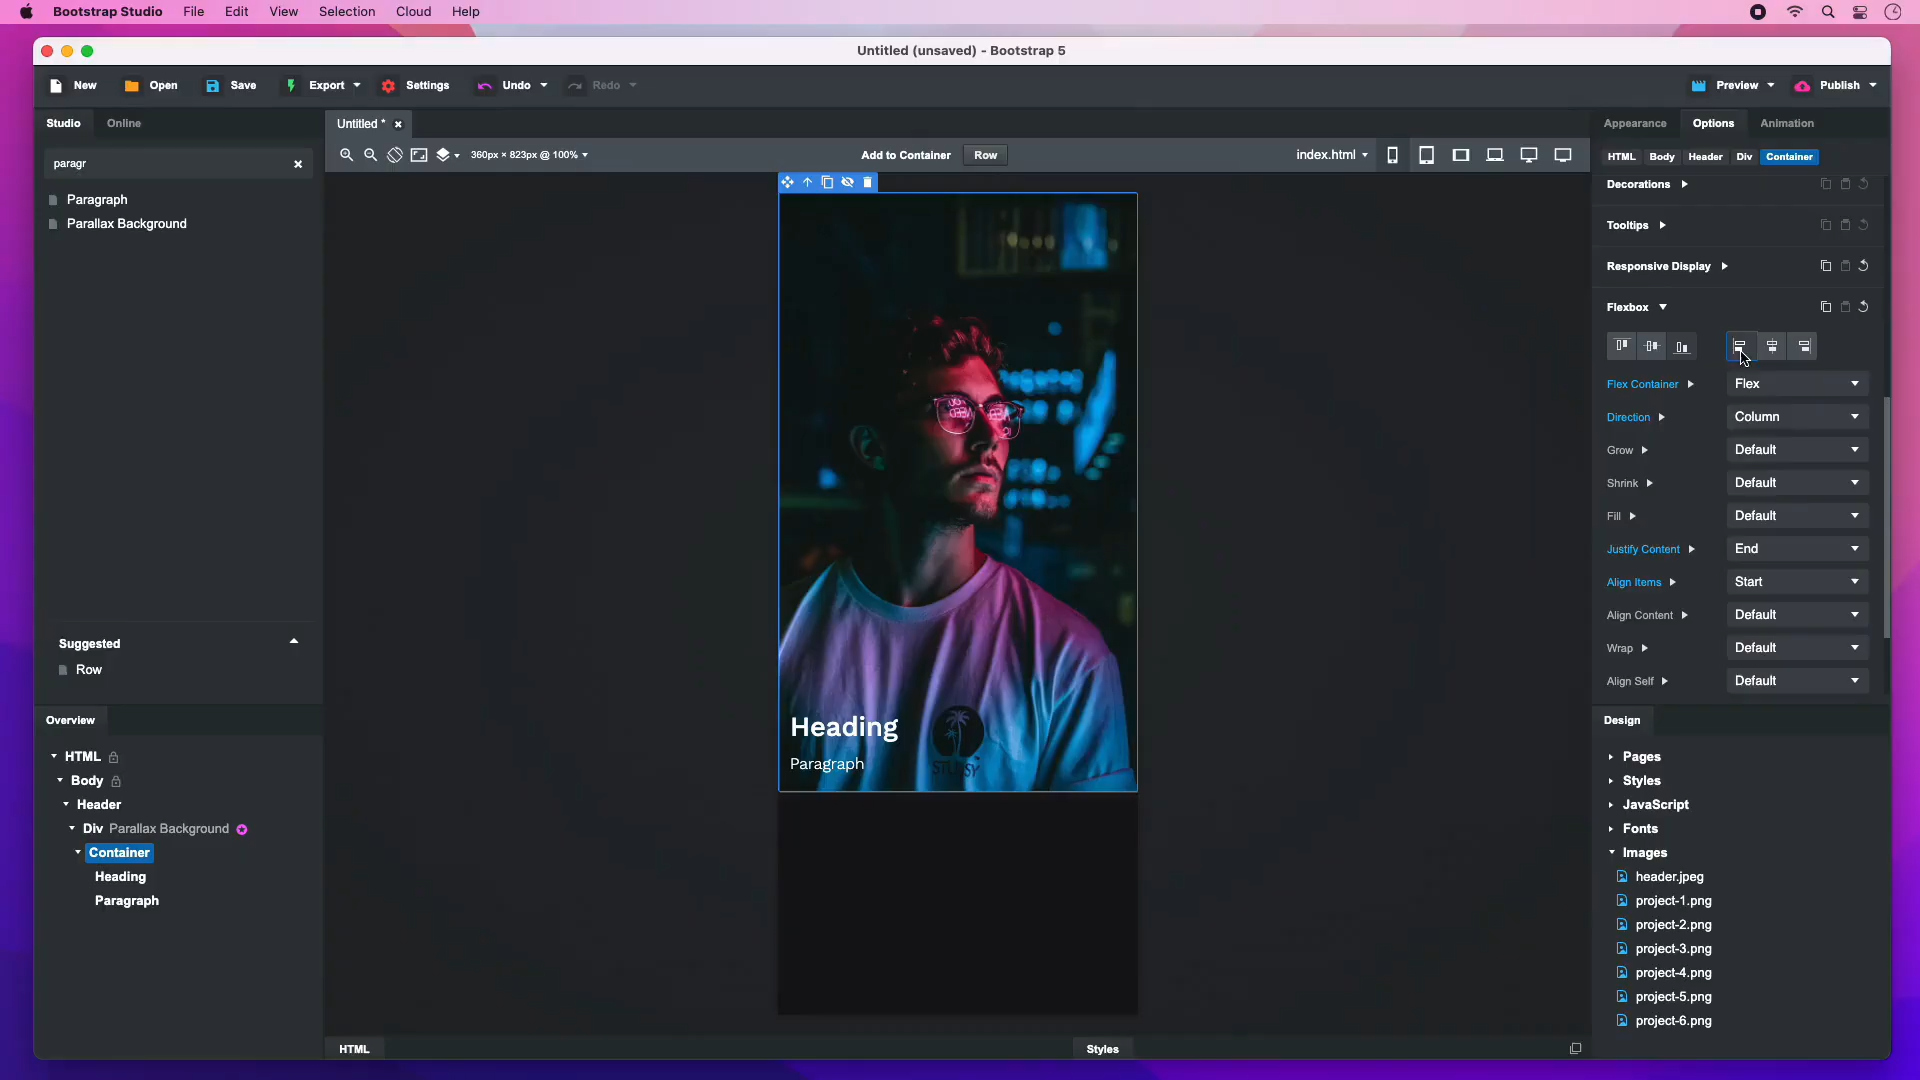 Bootstrap Studio File Edit View Selection Cloud Help
Untitled (unsaved) - Bootstrap 5
New Open Save Export Settings Undo Redo Preview Publish
Studio Online
Untitled *
Appearance Options Animation
paragr
360px × 823px @ 100%
Add to Container Row
index.html
HTML Body Header Div Container
Paragraph
Parallax Background
Decorations
Tooltips
Responsive Display
Flexbox
Flex Container Flex
Direction Column
Grow Default
Shrink Default
Fill Default
Justify Content End
Align Items Start
Align Content Default
Wrap Default
Align Self Default
Suggested
Row
Heading
Paragraph
Overview
HTML
Body
Header
Div Parallax Background
Container
Heading
Paragraph
Design
Pages
Styles
JavaScript
Fonts
Images
header.jpeg
project-1.png
project-2.png
project-3.png
project-4.png
project-5.png
project-6.png
HTML
Styles